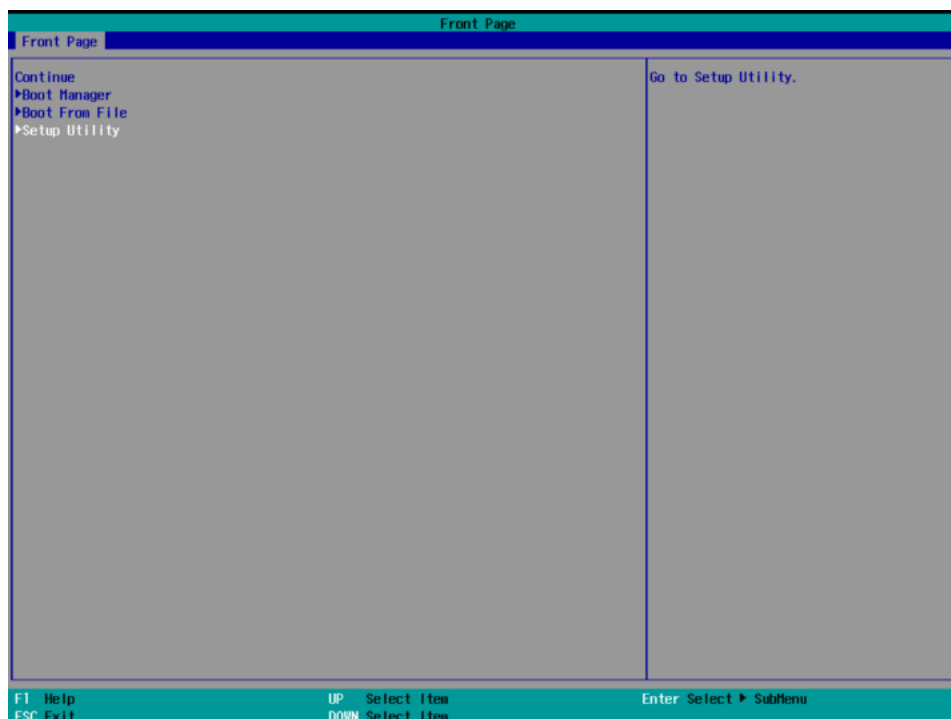 Front Page
Front Page
Continue
▶Boot Manager
▶Boot From File
▶Setup Utility
Go to Setup Utility.
F1 Help
UP Select Item
Enter Select ▶ SubMenu
ESC Exit
DOWN Select Item